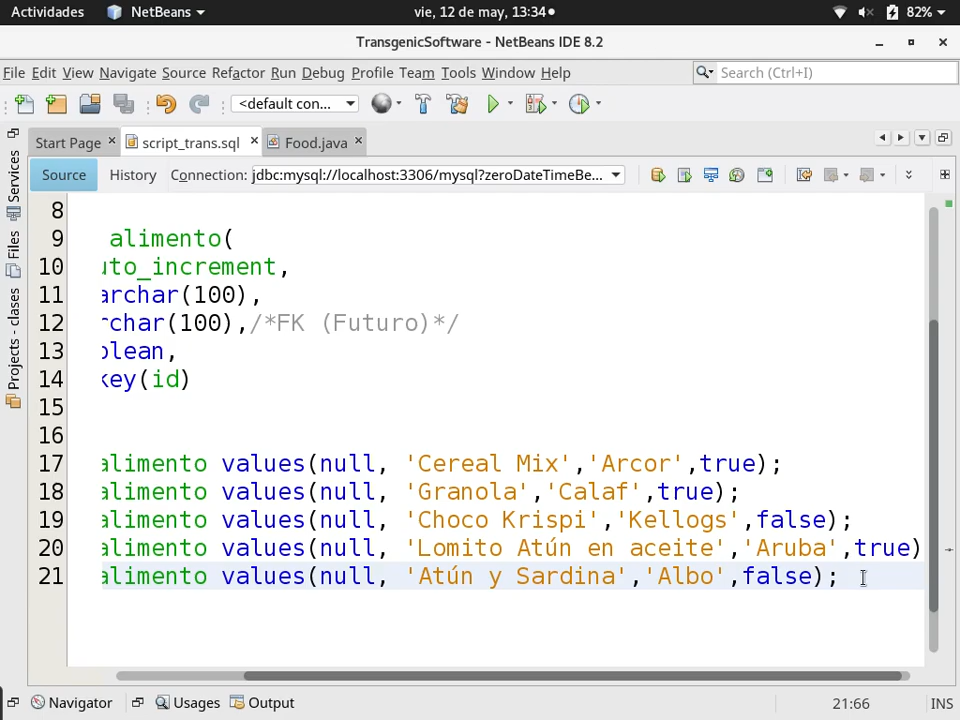 Actividades NetBeans vie, 12 de may, 13:34 82%
TransgenicSoftware - NetBeans IDE 8.2
File Edit View Navigate Source Refactor Run Debug Profile Team Tools Window Help Search (Ctrl+I)
<default con...
Start Page script_trans.sql Food.java
Source History Connection: jdbc:mysql://localhost:3306/mysql?zeroDateTimeBe...
Services
Files
Projects - clases
8
9 alimento(
10 uto_increment,
11 archar(100),
12 rchar(100),/*FK (Futuro)*/
13 olean,
14 key(id)
15
16
17 alimento values(null, 'Cereal Mix','Arcor',true);
18 alimento values(null, 'Granola','Calaf',true);
19 alimento values(null, 'Choco Krispi','Kellogs',false);
20 alimento values(null, 'Lomito Atún en aceite','Aruba',true)
21 alimento values(null, 'Atún y Sardina','Albo',false);
Navigator Usages Output 21:66 INS